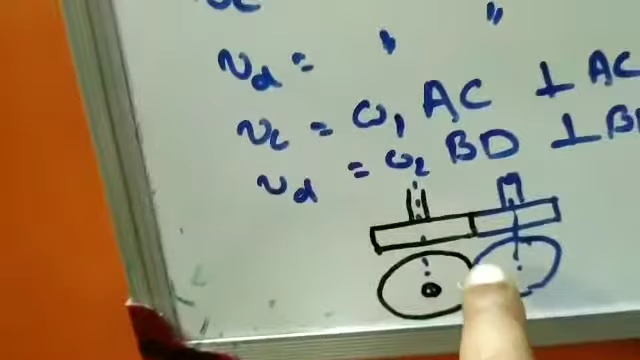 v_d = " "
v_c = ω₁ AC ⊥ AC
v_d = ω₂ BD ⊥ B